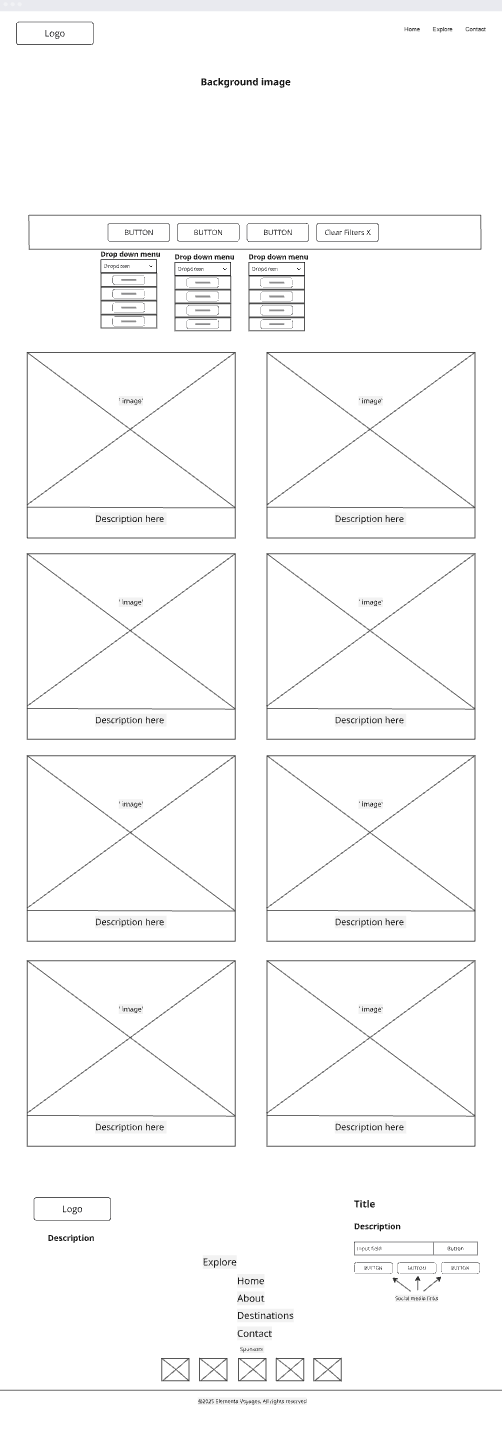 Logo
Home Explore Contact
Background image
BUTTON BUTTON BUTTON Clear Filters X
Drop down menu Drop down menu Drop down menu
Dropdown Dropdown Dropdown
' image' ' image'
Description here Description here
' image' ' image'
Description here Description here
' image' ' image'
Description here Description here
' image' ' image'
Description here Description here
Logo
Description
Title
Description
Input field Button
BUTTON BUTTON BUTTON
Social media links
Explore
Home
About
Destinations
Contact
Sponsors
©2025 Elementa Voyages, All rights reserved